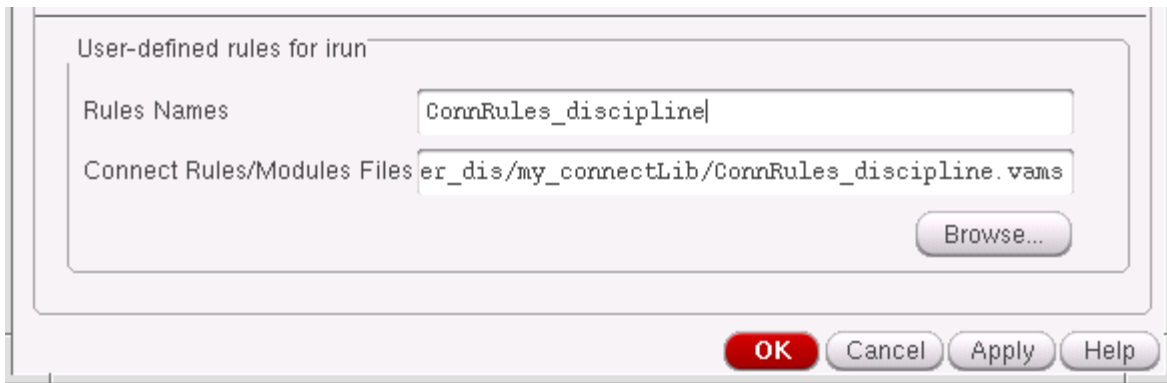 User-defined rules for irun
Rules Names ConnRules_discipline
Connect Rules/Modules Files er_dis/my_connectLib/ConnRules_discipline.vams
Browse...
OK Cancel Apply Help